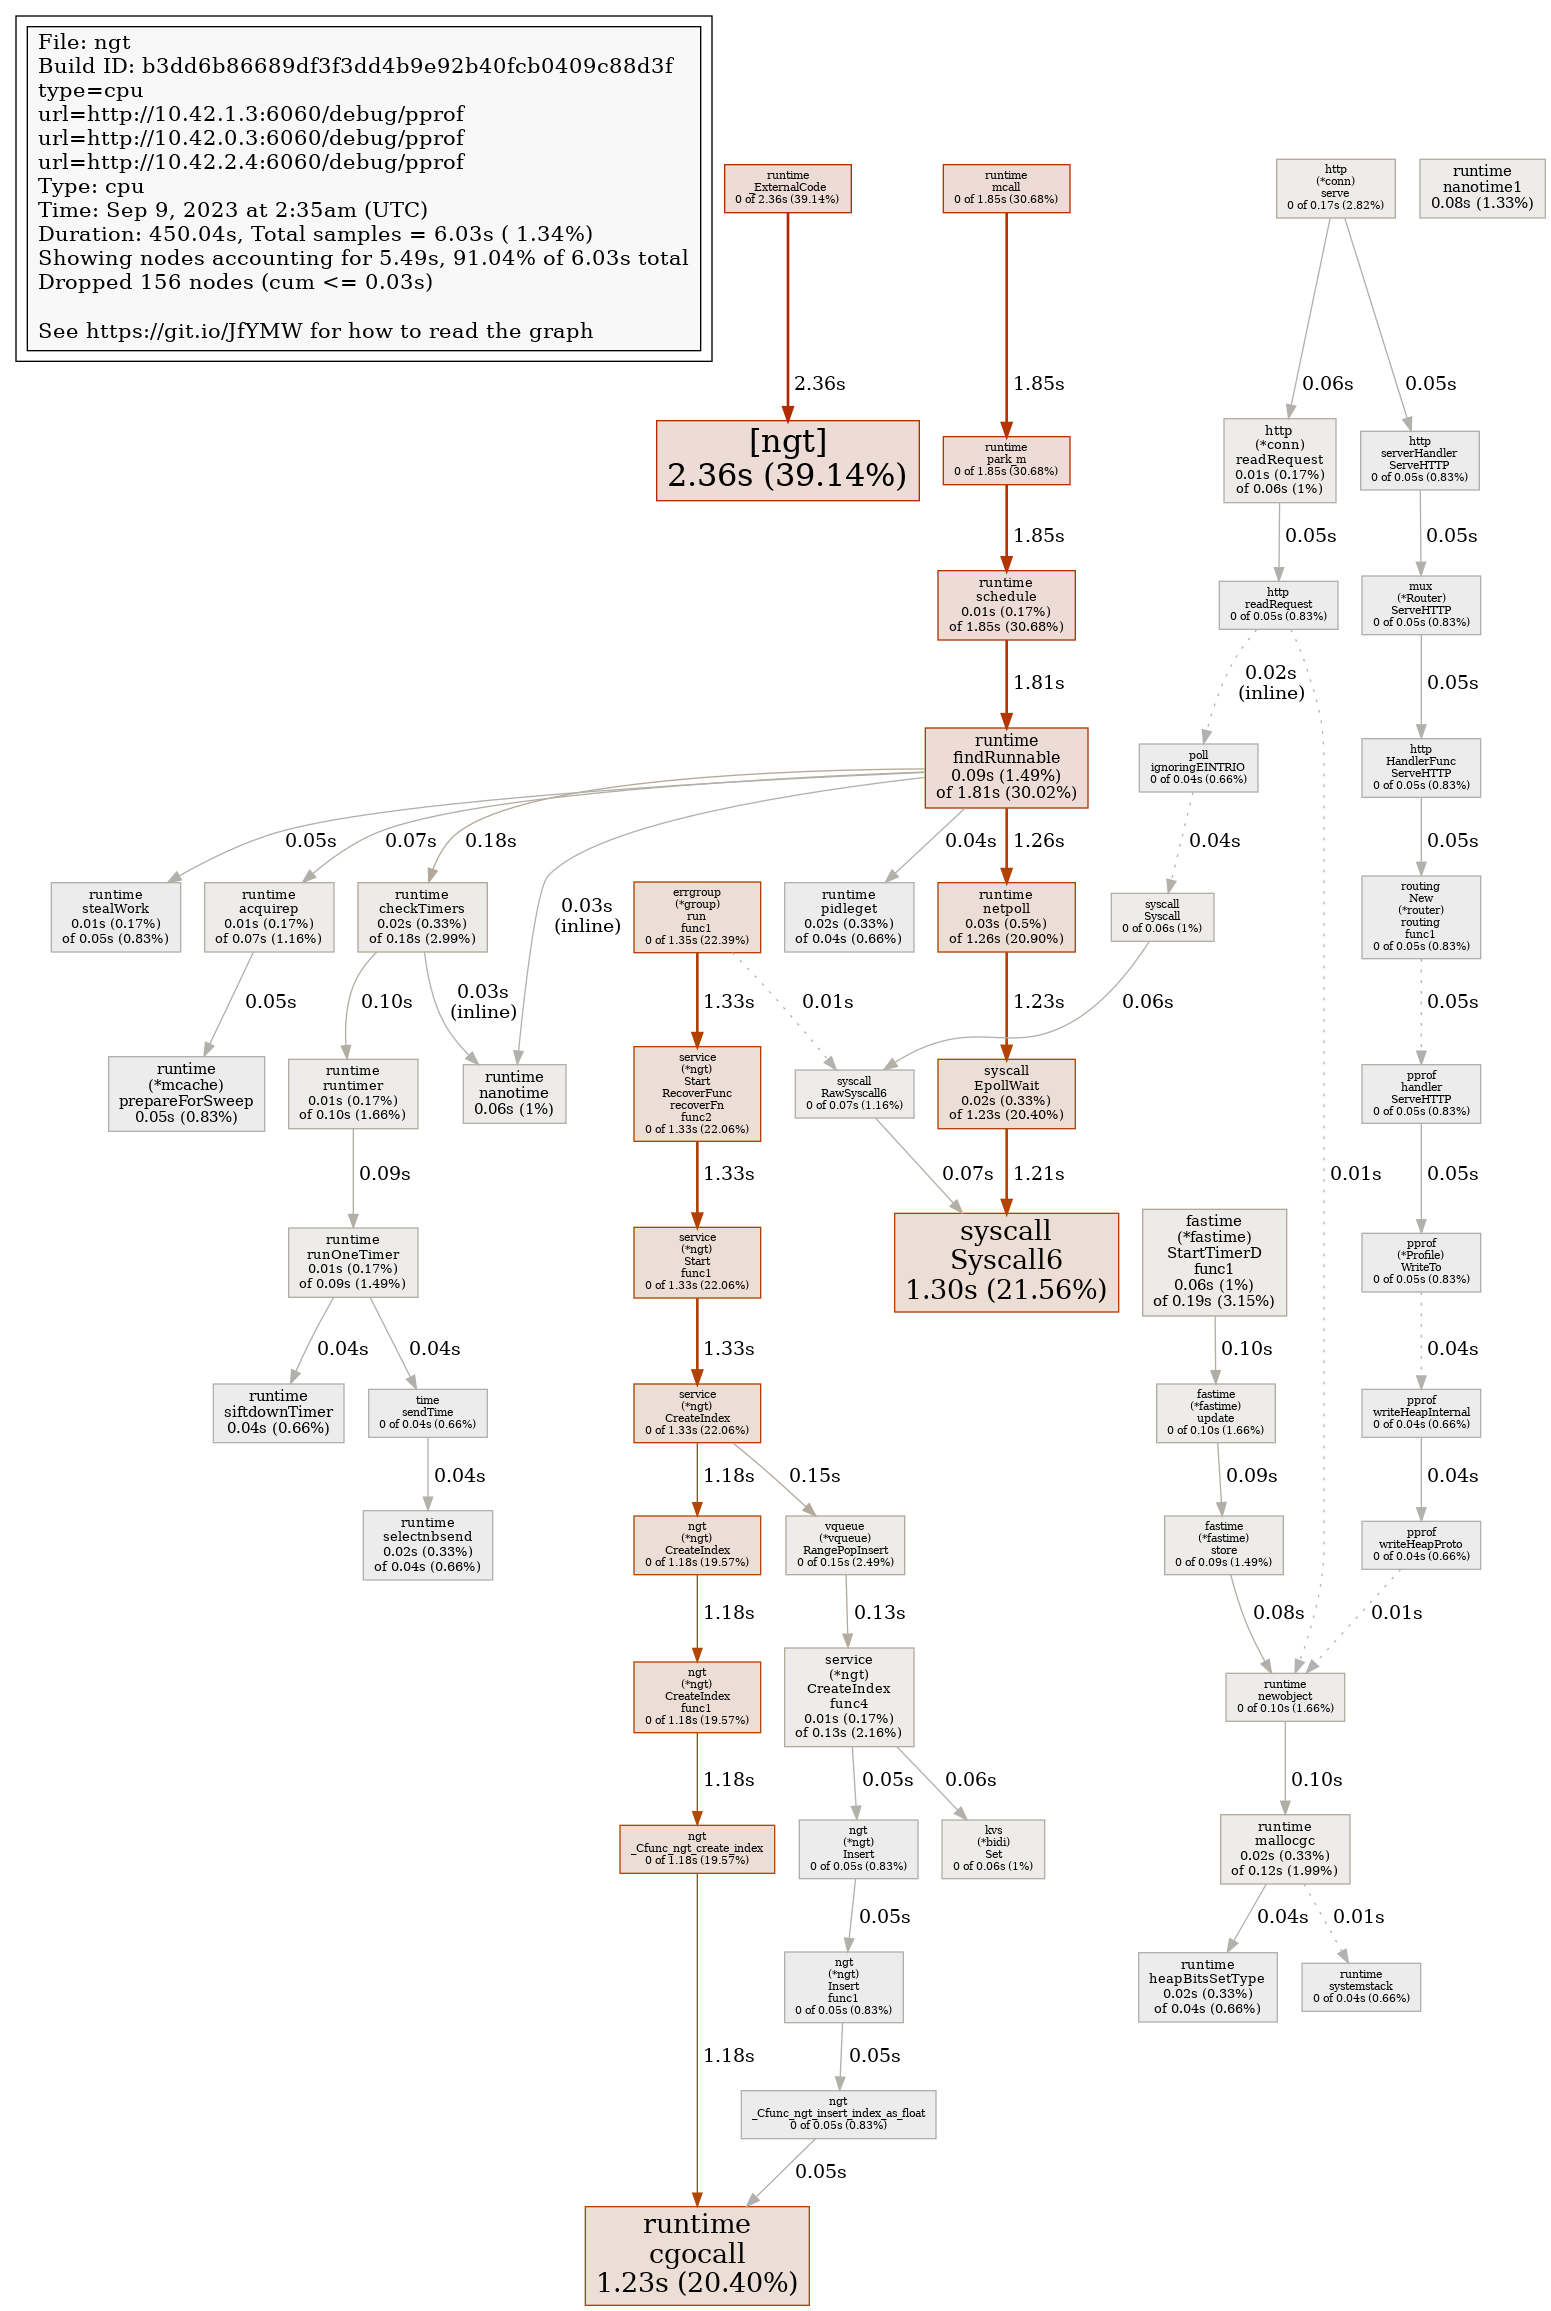 File: ngt
Build ID: b3dd6b86689df3f3dd4b9e92b40fcb0409c88d3f
type=cpu
url=http://10.42.1.3:6060/debug/pprof
url=http://10.42.0.3:6060/debug/pprof
url=http://10.42.2.4:6060/debug/pprof
Type: cpu
Time: Sep 9, 2023 at 2:35am (UTC)
Duration: 450.04s, Total samples = 6.03s ( 1.34%)
Showing nodes accounting for 5.49s, 91.04% of 6.03s total
Dropped 156 nodes (cum <= 0.03s)
See https://git.io/JfYMW for how to read the graph
runtime
_ExternalCode
0 of 2.36s (39.14%)
runtime
mcall
0 of 1.85s (30.68%)
http
(*conn)
serve
0 of 0.17s (2.82%)
runtime
nanotime1
0.08s (1.33%)
2.36s
1.85s
0.06s
0.05s
[ngt]
2.36s (39.14%)
runtime
park_m
0 of 1.85s (30.68%)
http
(*conn)
readRequest
0.01s (0.17%)
of 0.06s (1%)
http
serverHandler
ServeHTTP
0 of 0.05s (0.83%)
1.85s
0.05s
0.05s
runtime
schedule
0.01s (0.17%)
of 1.85s (30.68%)
http
readRequest
0 of 0.05s (0.83%)
mux
(*Router)
ServeHTTP
0 of 0.05s (0.83%)
1.81s
0.02s
(inline)
0.05s
runtime
findRunnable
0.09s (1.49%)
of 1.81s (30.02%)
poll
ignoringEINTRIO
0 of 0.04s (0.66%)
http
HandlerFunc
ServeHTTP
0 of 0.05s (0.83%)
0.05s
0.07s
0.18s
0.04s
1.26s
0.04s
0.05s
runtime
stealWork
0.01s (0.17%)
of 0.05s (0.83%)
runtime
acquirep
0.01s (0.17%)
of 0.07s (1.16%)
runtime
checkTimers
0.02s (0.33%)
of 0.18s (2.99%)
0.03s
(inline)
errgroup
(*group)
run
func1
0 of 1.35s (22.39%)
runtime
pidleget
0.02s (0.33%)
of 0.04s (0.66%)
runtime
netpoll
0.03s (0.5%)
of 1.26s (20.90%)
syscall
Syscall
0 of 0.06s (1%)
routing
New
(*router)
routing
func1
0 of 0.05s (0.83%)
0.05s
0.10s
0.03s
(inline)
1.33s
0.01s
1.23s
0.06s
0.05s
runtime
(*mcache)
prepareForSweep
0.05s (0.83%)
runtime
runtimer
0.01s (0.17%)
of 0.10s (1.66%)
runtime
nanotime
0.06s (1%)
service
(*ngt)
Start
RecoverFunc
recoverFn
func2
0 of 1.33s (22.06%)
syscall
RawSyscall6
0 of 0.07s (1.16%)
syscall
EpollWait
0.02s (0.33%)
of 1.23s (20.40%)
pprof
handler
ServeHTTP
0 of 0.05s (0.83%)
0.09s
1.33s
0.07s
1.21s
0.01s
0.05s
runtime
runOneTimer
0.01s (0.17%)
of 0.09s (1.49%)
service
(*ngt)
Start
func1
0 of 1.33s (22.06%)
syscall
Syscall6
1.30s (21.56%)
fastime
(*fastime)
StartTimerD
func1
0.06s (1%)
of 0.19s (3.15%)
pprof
(*Profile)
WriteTo
0 of 0.05s (0.83%)
0.04s
0.04s
1.33s
0.10s
0.04s
runtime
siftdownTimer
0.04s (0.66%)
time
sendTime
0 of 0.04s (0.66%)
service
(*ngt)
CreateIndex
0 of 1.33s (22.06%)
fastime
(*fastime)
update
0 of 0.10s (1.66%)
pprof
writeHeapInternal
0 of 0.04s (0.66%)
0.04s
1.18s
0.15s
0.09s
0.04s
runtime
selectnbsend
0.02s (0.33%)
of 0.04s (0.66%)
ngt
(*ngt)
CreateIndex
0 of 1.18s (19.57%)
vqueue
(*vqueue)
RangePopInsert
0 of 0.15s (2.49%)
fastime
(*fastime)
store
0 of 0.09s (1.49%)
pprof
writeHeapProto
0 of 0.04s (0.66%)
1.18s
0.13s
0.08s
0.01s
ngt
(*ngt)
CreateIndex
func1
0 of 1.18s (19.57%)
service
(*ngt)
CreateIndex
func4
0.01s (0.17%)
of 0.13s (2.16%)
runtime
newobject
0 of 0.10s (1.66%)
1.18s
0.05s
0.06s
0.10s
ngt
_Cfunc_ngt_create_index
0 of 1.18s (19.57%)
ngt
(*ngt)
Insert
0 of 0.05s (0.83%)
kvs
(*bidi)
Set
0 of 0.06s (1%)
runtime
mallocgc
0.02s (0.33%)
of 0.12s (1.99%)
0.05s
0.04s
0.01s
ngt
(*ngt)
Insert
func1
0 of 0.05s (0.83%)
runtime
heapBitsSetType
0.02s (0.33%)
of 0.04s (0.66%)
runtime
systemstack
0 of 0.04s (0.66%)
1.18s
0.05s
ngt
_Cfunc_ngt_insert_index_as_float
0 of 0.05s (0.83%)
0.05s
runtime
cgocall
1.23s (20.40%)